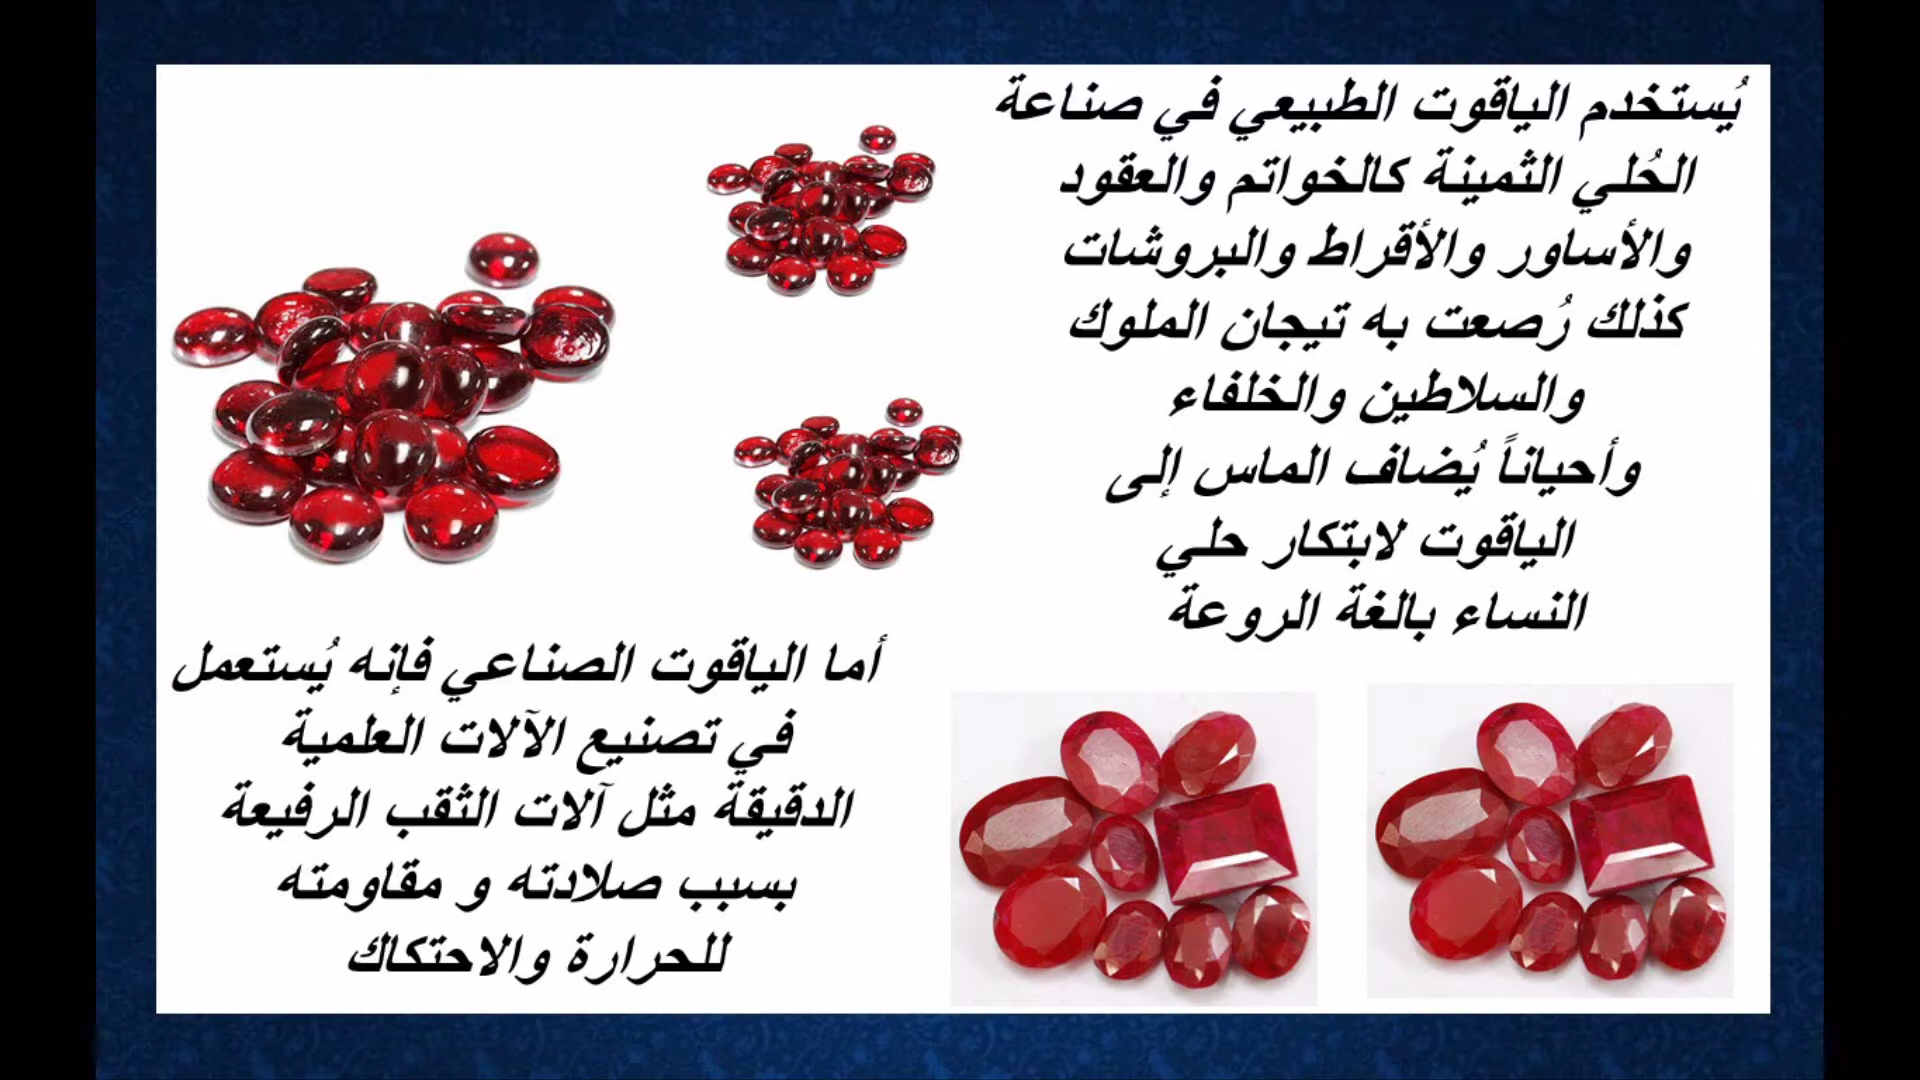 يُستخدم الياقوت الطبيعي في صناعة
الحُلي الثمينة كالخواتم والعقود
والأساور والأقراط والبروشات
كذلك رُصعت به تيجان الملوك
والسلاطين والخلفاء
وأحياناً يُضاف الماس إلى
الياقوت لابتكار حلي
النساء بالغة الروعة
أما الياقوت الصناعي فإنه يُستعمل
في تصنيع الآلات العلمية
الدقيقة مثل آلات الثقب الرفيعة
بسبب صلادته و مقاومته
للحرارة والاحتكاك